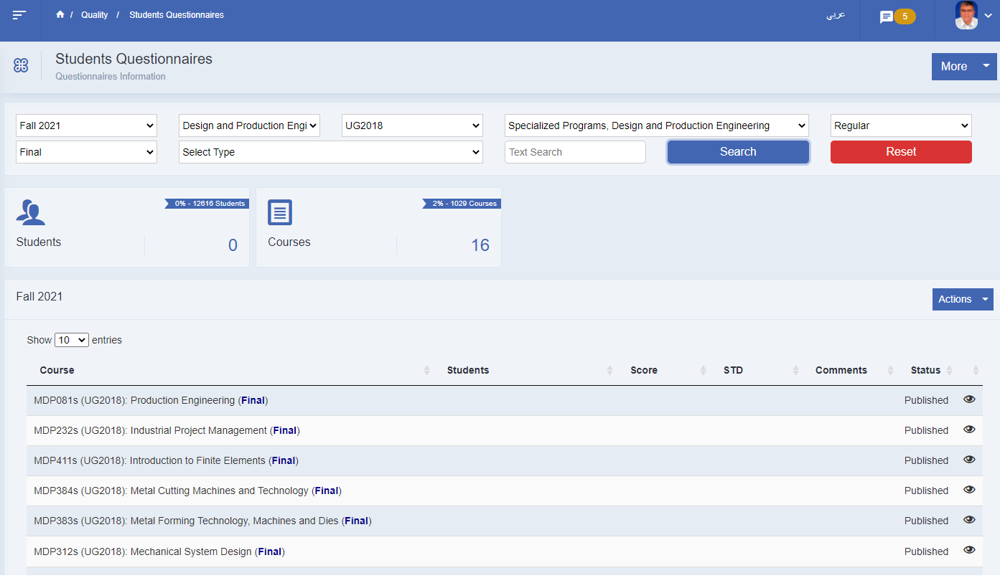 / Quality / Students Questionnaires
عربي
5
Students Questionnaires
Questionnaires Information
More
Fall 2021
Design and Production Engi
UG2018
Specialized Programs, Design and Production Engineering
Regular
Final
Select Type
Text Search
Search
Reset
0% - 12616 Students
Students
0
2% - 1029 Courses
Courses
16
Fall 2021
Actions
Show 10 entries
Course Students Score STD Comments Status
MDP081s (UG2018): Production Engineering (Final) Published
MDP232s (UG2018): Industrial Project Management (Final) Published
MDP411s (UG2018): Introduction to Finite Elements (Final) Published
MDP384s (UG2018): Metal Cutting Machines and Technology (Final) Published
MDP383s (UG2018): Metal Forming Technology, Machines and Dies (Final) Published
MDP312s (UG2018): Mechanical System Design (Final) Published